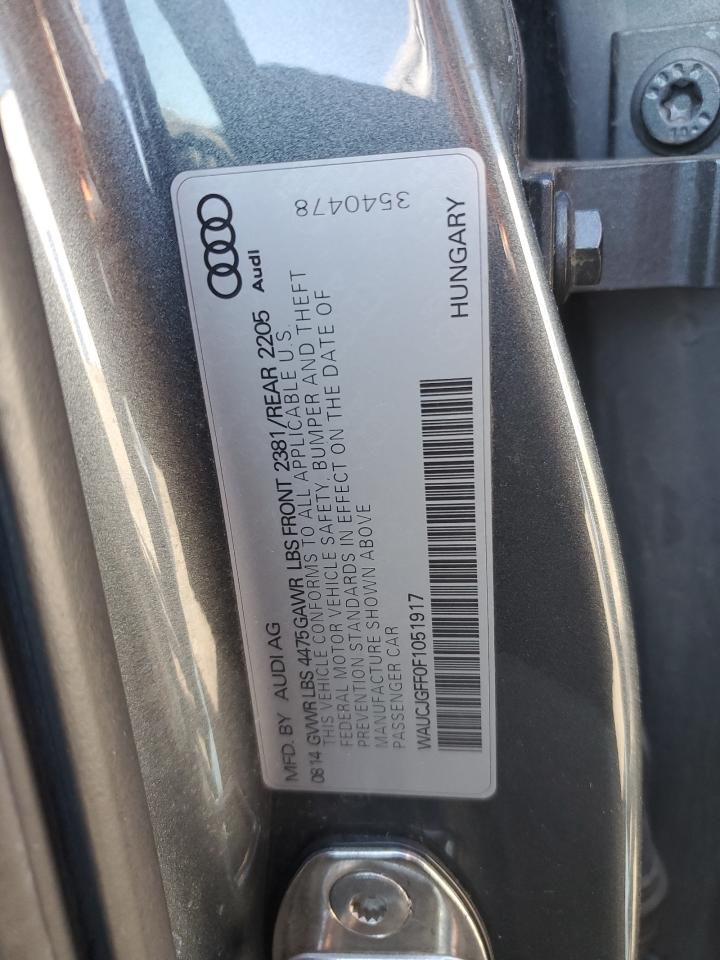 Audi
3540478
MFD. BY AUDI AG
0814 GVWR LBS 4475GAWR LBS FRONT 2381/REAR 2205
THIS VEHICLE CONFORMS TO ALL APPLICABLE U.S.
FEDERAL MOTOR VEHICLE SAFETY, BUMPER AND THEFT
PREVENTION STANDARDS IN EFFECT ON THE DATE OF
MANUFACTURE SHOWN ABOVE
PASSENGER CAR
HUNGARY
WAUCJGFF0F1051917